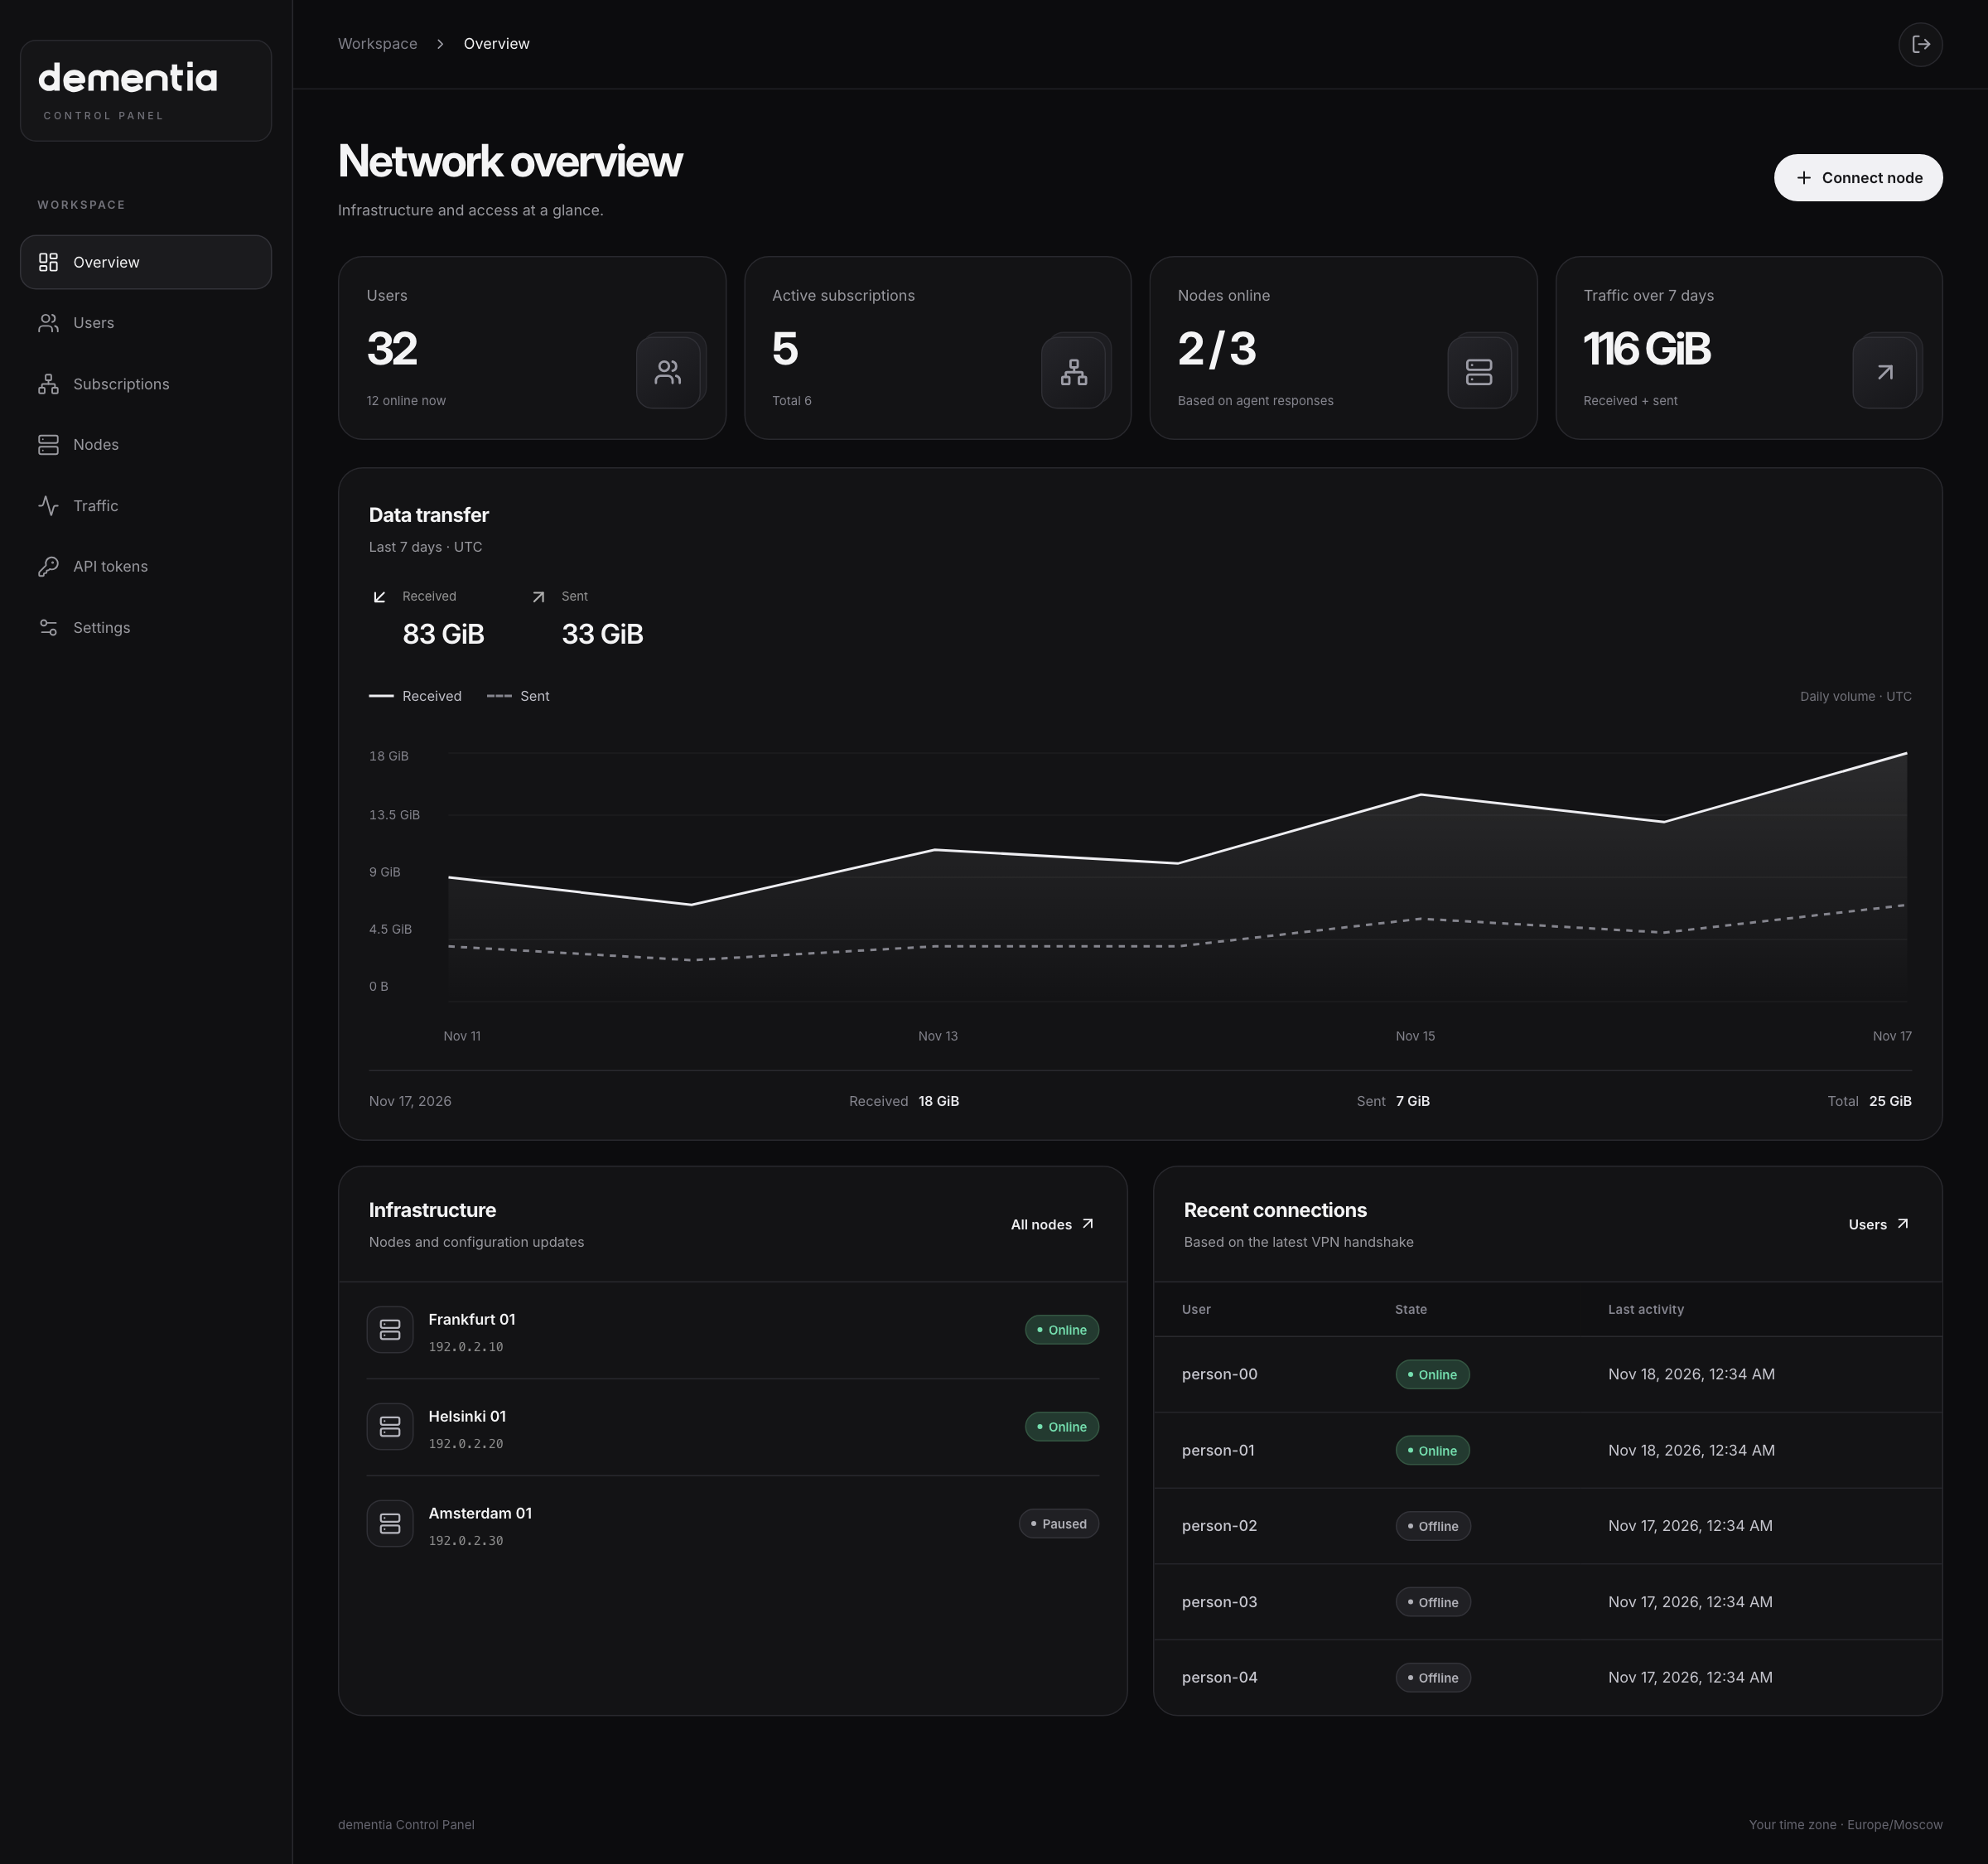 dementia
CONTROL PANEL
WORKSPACE
Overview
Users
Subscriptions
Nodes
Traffic
API tokens
Settings
Workspace > Overview
Network overview
Infrastructure and access at a glance.
Connect node
Users
32
12 online now
Active subscriptions
5
Total 6
Nodes online
2 / 3
Based on agent responses
Traffic over 7 days
116 GiB
Received + sent
Data transfer
Last 7 days · UTC
Received
83 GiB
Sent
33 GiB
Received Sent
Daily volume · UTC
18 GiB
13.5 GiB
9 GiB
4.5 GiB
0 B
Nov 11 Nov 13 Nov 15 Nov 17
Nov 17, 2026 Received 18 GiB Sent 7 GiB Total 25 GiB
Infrastructure
Nodes and configuration updates
All nodes
Frankfurt 01
192.0.2.10
Online
Helsinki 01
192.0.2.20
Online
Amsterdam 01
192.0.2.30
Paused
Recent connections
Based on the latest VPN handshake
Users
User State Last activity
person-00 Online Nov 18, 2026, 12:34 AM
person-01 Online Nov 18, 2026, 12:34 AM
person-02 Offline Nov 17, 2026, 12:34 AM
person-03 Offline Nov 17, 2026, 12:34 AM
person-04 Offline Nov 17, 2026, 12:34 AM
dementia Control Panel
Your time zone · Europe/Moscow